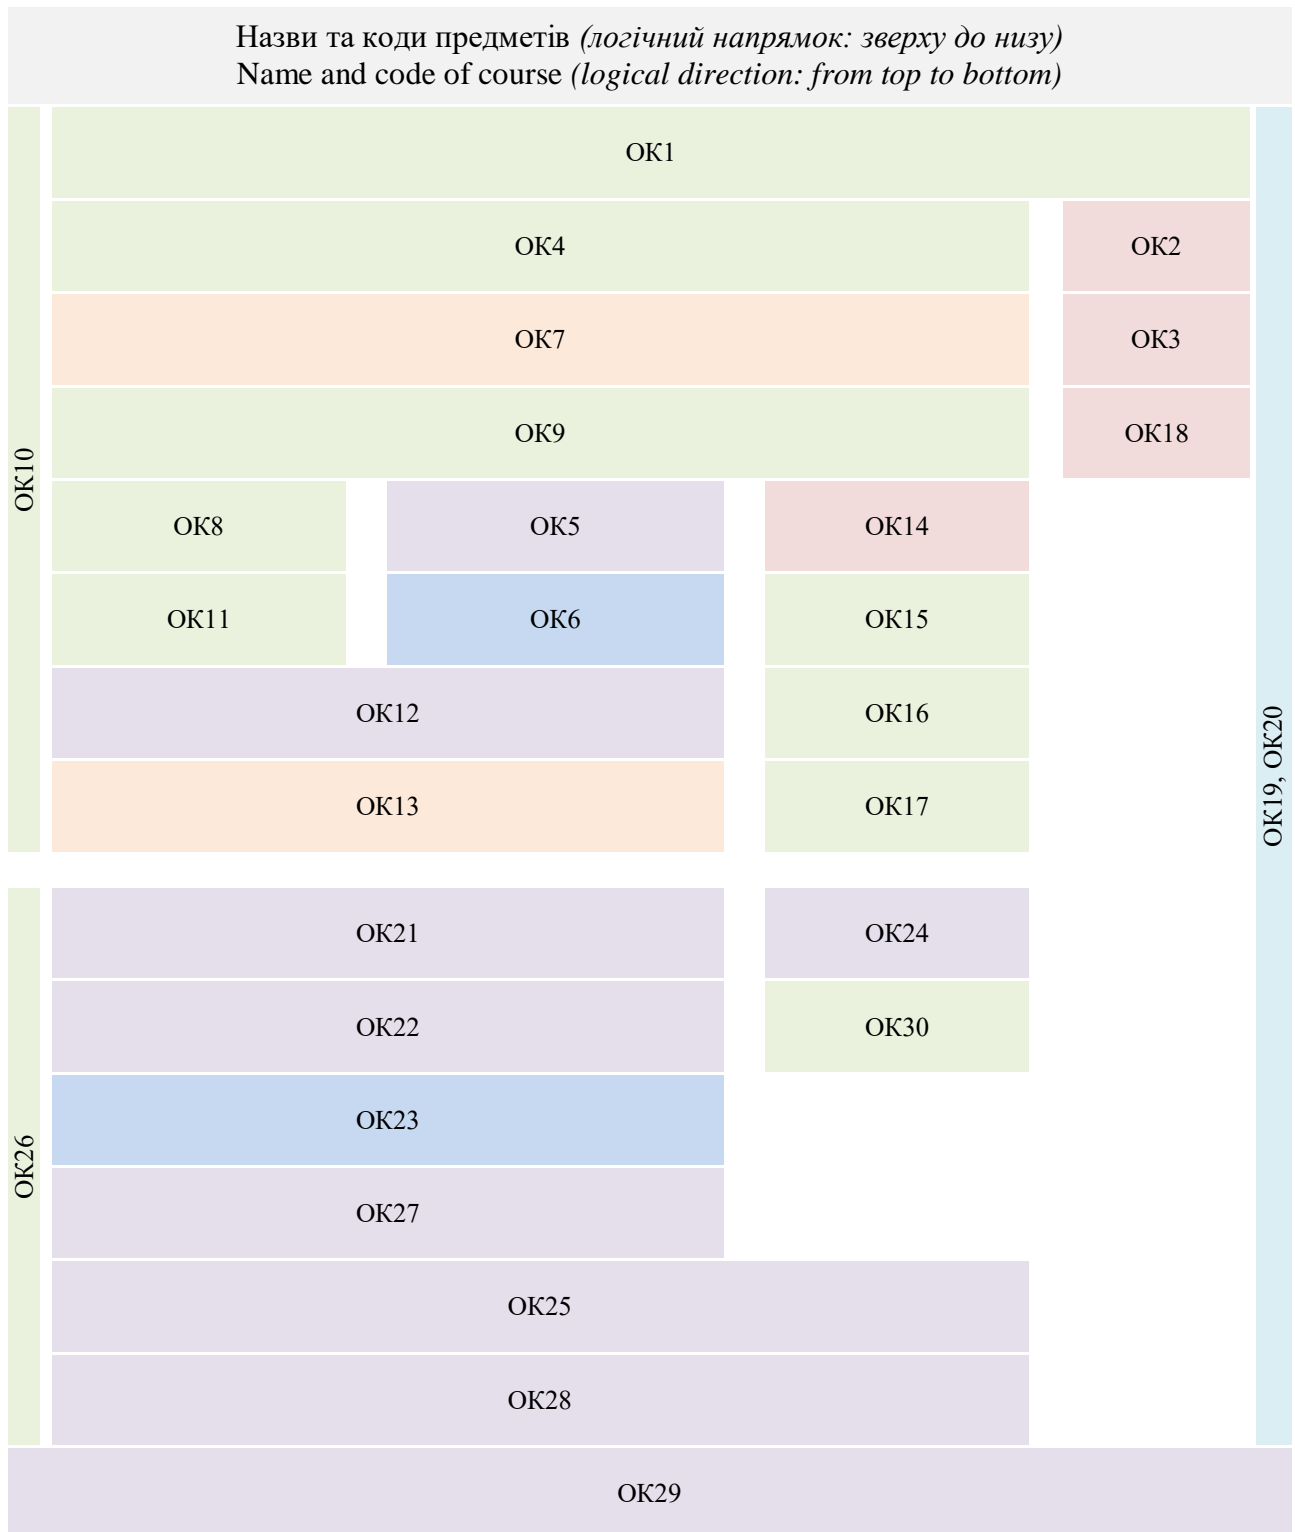 Назви та коди предметів (логічний напрямок: зверху до низу)
Name and code of course (logical direction: from top to bottom)
ОК1
ОК4
ОК2
ОК7
ОК3
ОК9
ОК18
ОК10
ОК8
ОК5
ОК14
ОК11
ОК6
ОК15
ОК12
ОК16
ОК13
ОК17
ОК19, ОК20
ОК21
ОК24
ОК22
ОК30
ОК23
ОК26
ОК27
ОК25
ОК28
ОК29